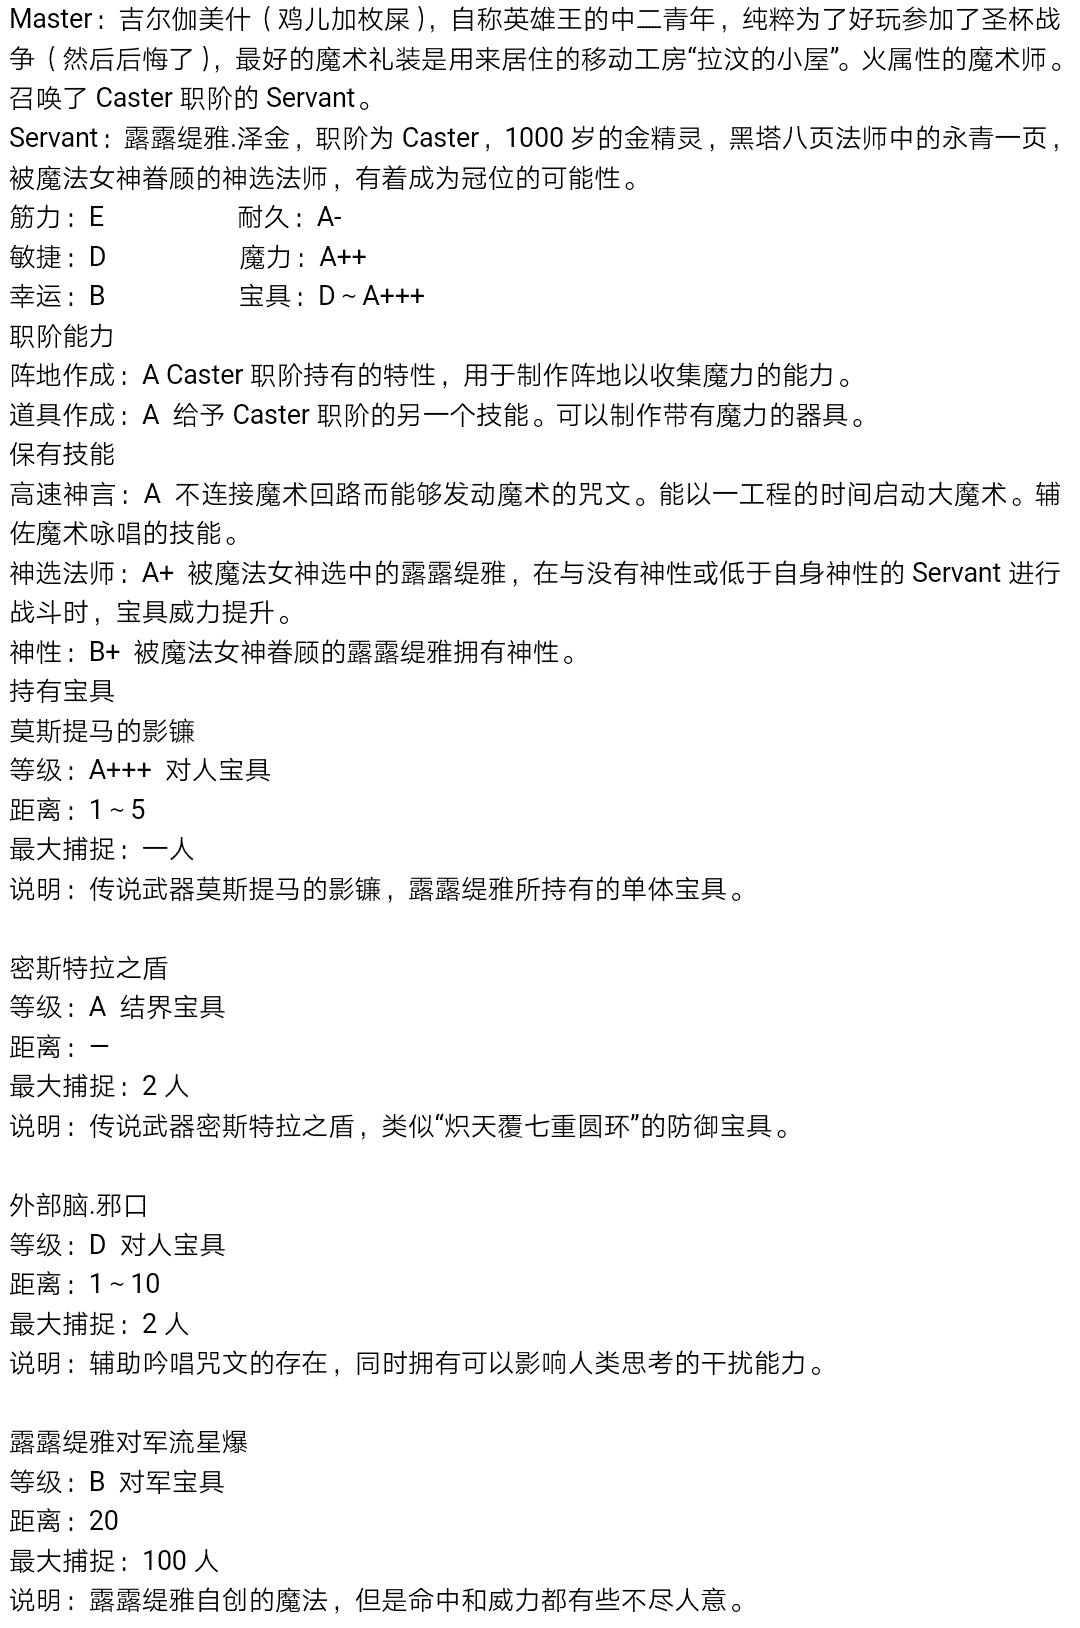 Master：吉尔伽美什（鸡儿加枚屎），自称英雄王的中二青年，纯粹为了好玩参加了圣杯战
争（然后后悔了），最好的魔术礼装是用来居住的移动工房“拉汶的小屋”。火属性的魔术师。
召唤了 Caster 职阶的 Servant。
Servant：露露缇雅.泽金，职阶为 Caster，1000 岁的金精灵，黑塔八页法师中的永青一页，
被魔法女神眷顾的神选法师，有着成为冠位的可能性。
筋力：E 耐久：A-
敏捷：D 魔力：A++
幸运：B 宝具：D～A+++
职阶能力
阵地作成：A Caster 职阶持有的特性，用于制作阵地以收集魔力的能力。
道具作成：A 给予 Caster 职阶的另一个技能。可以制作带有魔力的器具。
保有技能
高速神言：A 不连接魔术回路而能够发动魔术的咒文。能以一工程的时间启动大魔术。辅
佐魔术咏唱的技能。
神选法师：A+ 被魔法女神选中的露露缇雅，在与没有神性或低于自身神性的 Servant 进行
战斗时，宝具威力提升。
神性：B+ 被魔法女神眷顾的露露缇雅拥有神性。
持有宝具
莫斯提马的影镰
等级：A+++ 对人宝具
距离：1～5
最大捕捉：一人
说明：传说武器莫斯提马的影镰，露露缇雅所持有的单体宝具。
密斯特拉之盾
等级：A 结界宝具
距离：—
最大捕捉：2 人
说明：传说武器密斯特拉之盾，类似“炽天覆七重圆环”的防御宝具。
外部脑.邪口
等级：D 对人宝具
距离：1～10
最大捕捉：2 人
说明：辅助吟唱咒文的存在，同时拥有可以影响人类思考的干扰能力。
露露缇雅对军流星爆
等级：B 对军宝具
距离：20
最大捕捉：100 人
说明：露露缇雅自创的魔法，但是命中和威力都有些不尽人意。